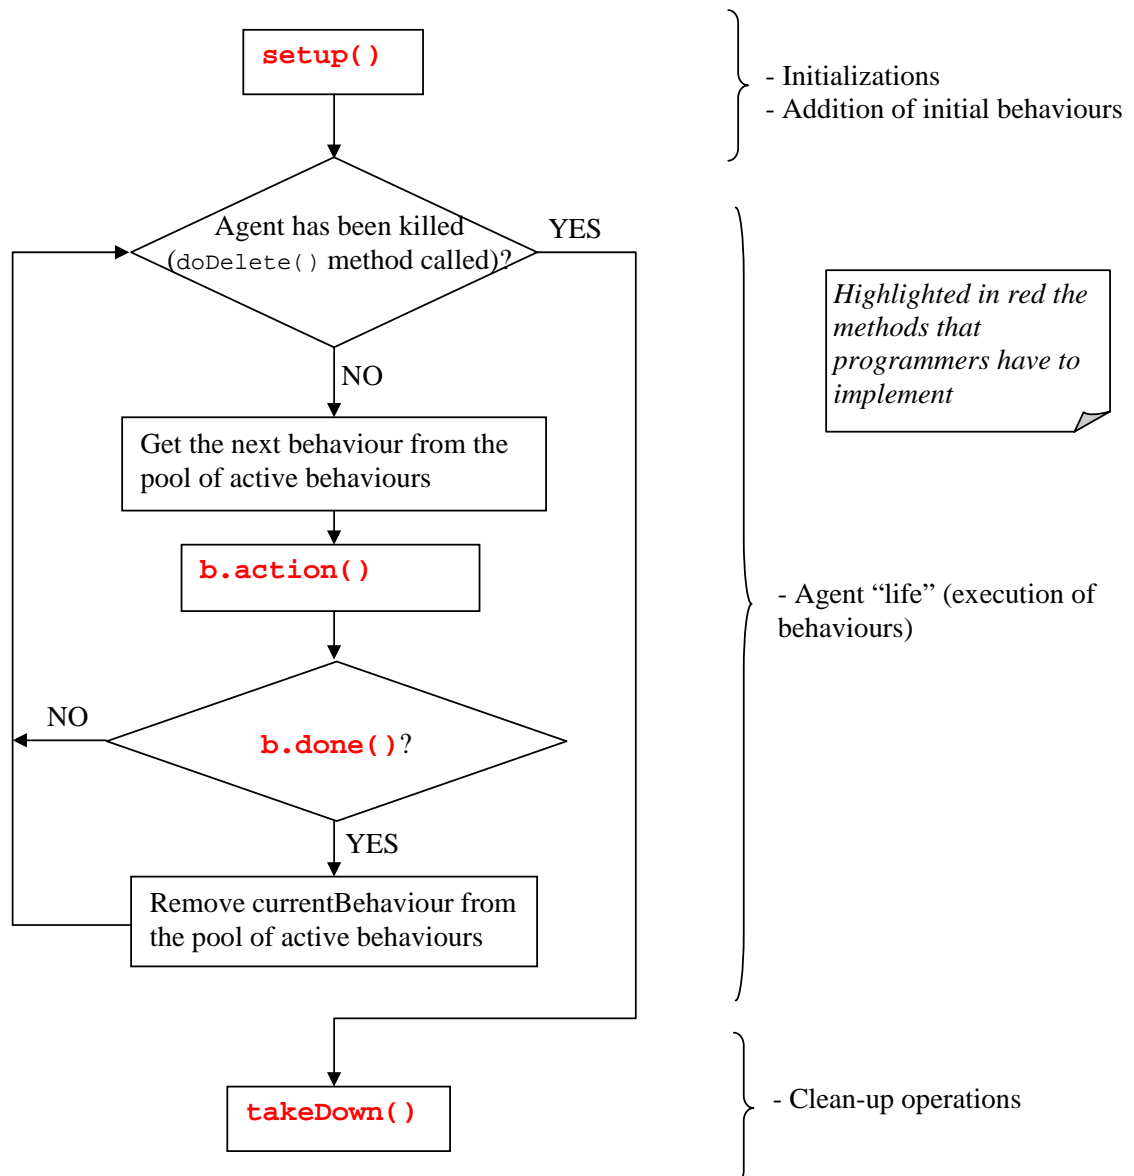 setup()
- Initializations
- Addition of initial behaviours
Agent has been killed
(doDelete() method called)?
YES
Highlighted in red the
methods that
programmers have to
implement
NO
Get the next behaviour from the
pool of active behaviours
b.action()
- Agent “life” (execution of
behaviours)
NO
b.done()?
YES
Remove currentBehaviour from
the pool of active behaviours
takeDown()
- Clean-up operations